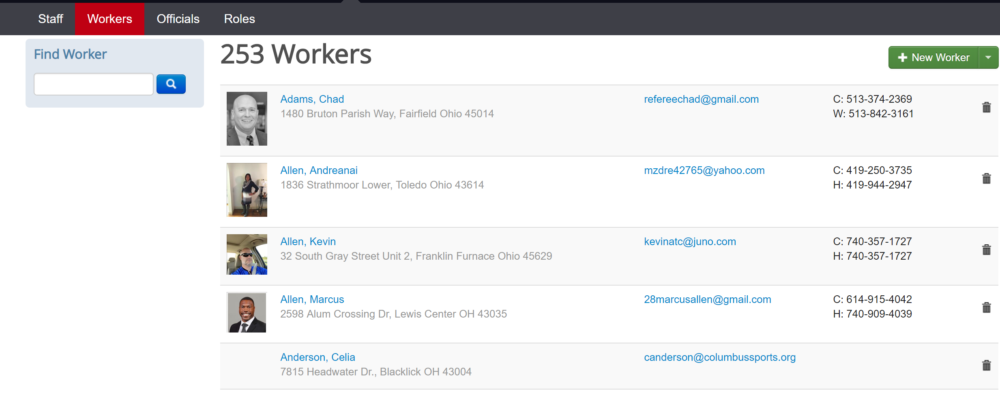 Staff Workers Officials Roles
Find Worker
253 Workers
New Worker
Adams, Chad refereechad@gmail.com C: 513-374-2369
1480 Bruton Parish Way, Fairfield Ohio 45014 W: 513-842-3161
Allen, Andreanai mzdre42765@yahoo.com C: 419-250-3735
1836 Strathmoor Lower, Toledo Ohio 43614 H: 419-944-2947
Allen, Kevin kevinatc@juno.com C: 740-357-1727
32 South Gray Street Unit 2, Franklin Furnace Ohio 45629 H: 740-357-1727
Allen, Marcus 28marcusallen@gmail.com C: 614-915-4042
2598 Alum Crossing Dr, Lewis Center OH 43035 H: 740-909-4039
Anderson, Celia canderson@columbussports.org
7815 Headwater Dr., Blacklick OH 43004